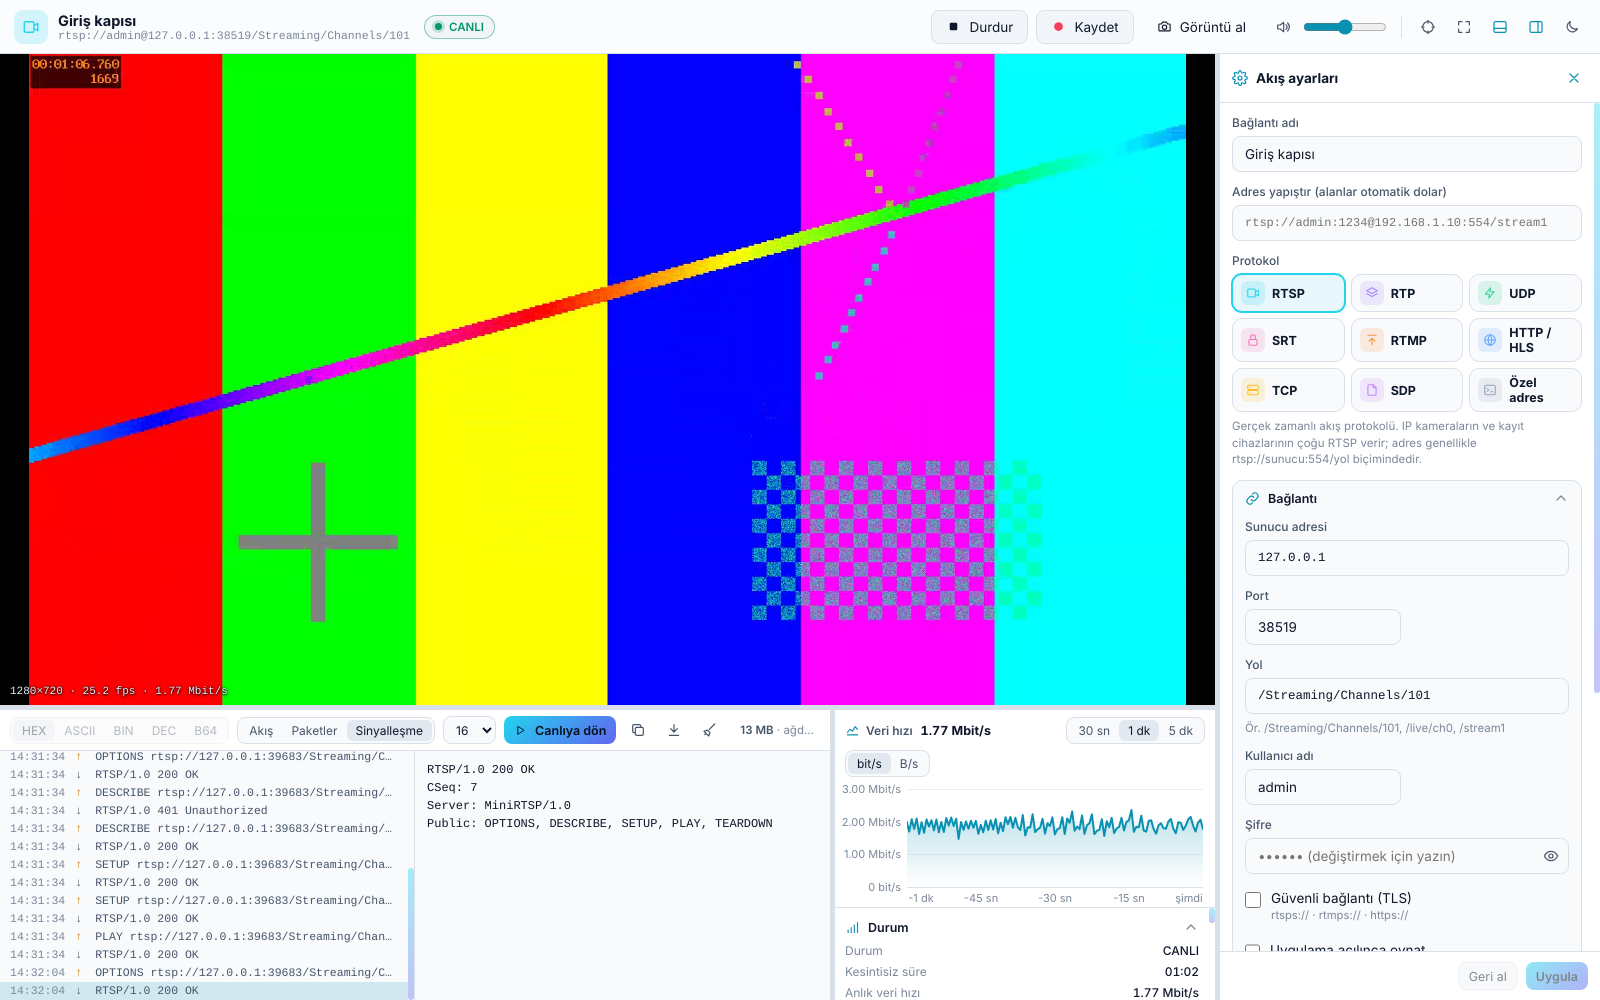 Giriş kapısı
rtsp://admin@127.0.0.1:38519/Streaming/Channels/101
CANLI
Durdur
Kaydet
Görüntü al
00:01:06.760
1669
1280×720 · 25.2 fps · 1.77 Mbit/s
HEX ASCII BIN DEC B64
Akış Paketler Sinyalleşme
16
Canlıya dön
13 MB · ağd...
14:31:34 ↑ OPTIONS rtsp://127.0.0.1:39683/Streaming/C...
14:31:34 ↓ RTSP/1.0 200 OK
14:31:34 ↑ DESCRIBE rtsp://127.0.0.1:39683/Streaming/...
14:31:34 ↓ RTSP/1.0 401 Unauthorized
14:31:34 ↑ DESCRIBE rtsp://127.0.0.1:39683/Streaming/...
14:31:34 ↓ RTSP/1.0 200 OK
14:31:34 ↑ SETUP rtsp://127.0.0.1:39683/Streaming/Cha...
14:31:34 ↓ RTSP/1.0 200 OK
14:31:34 ↑ SETUP rtsp://127.0.0.1:39683/Streaming/Cha...
14:31:34 ↓ RTSP/1.0 200 OK
14:31:34 ↑ PLAY rtsp://127.0.0.1:39683/Streaming/Chan...
14:31:34 ↓ RTSP/1.0 200 OK
14:32:04 ↑ OPTIONS rtsp://127.0.0.1:39683/Streaming/C...
14:32:04 ↓ RTSP/1.0 200 OK
RTSP/1.0 200 OK
CSeq: 7
Server: MiniRTSP/1.0
Public: OPTIONS, DESCRIBE, SETUP, PLAY, TEARDOWN
Veri hızı 1.77 Mbit/s
30 sn 1 dk 5 dk
bit/s B/s
3.00 Mbit/s
2.00 Mbit/s
1.00 Mbit/s
0 bit/s
-1 dk -45 sn -30 sn -15 sn şimdi
Durum
Durum CANLI
Kesintisiz süre 01:02
Anlık veri hızı 1.77 Mbit/s
Akış ayarları
Bağlantı adı
Giriş kapısı
Adres yapıştır (alanlar otomatik dolar)
rtsp://admin:1234@192.168.1.10:554/stream1
Protokol
RTSP RTP UDP
SRT RTMP HTTP / HLS
TCP SDP Özel adres
Gerçek zamanlı akış protokolü. IP kameraların ve kayıt
cihazlarının çoğu RTSP verir; adres genellikle
rtsp://sunucu:554/yol biçimindedir.
Bağlantı
Sunucu adresi
127.0.0.1
Port
38519
Yol
/Streaming/Channels/101
Ör. /Streaming/Channels/101, /live/ch0, /stream1
Kullanıcı adı
admin
Şifre
•••••• (değiştirmek için yazın)
Güvenli bağlantı (TLS)
rtsps:// · rtmps:// · https://
Uygulama açılınca oynat
Geri al
Uygula